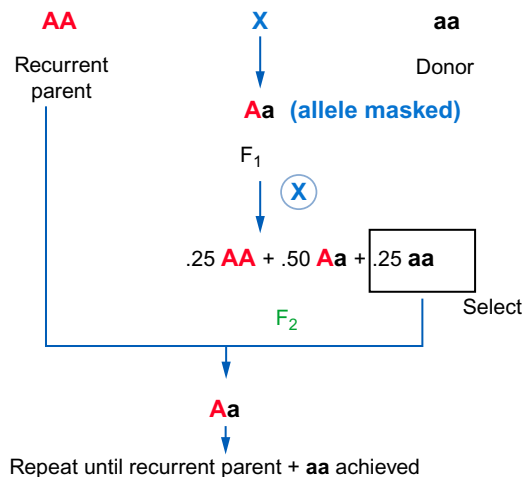 AA X aa
Recurrent parent
Donor
Aa (allele masked)
F1
X
.25 AA + .50 Aa + .25 aa
Select
F2
Aa
Repeat until recurrent parent + aa achieved